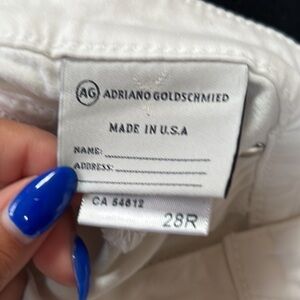 AG ADRIANO GOLDSCHMIED
MADE IN U.S.A
NAME:
ADDRESS:
CA 54612
28R